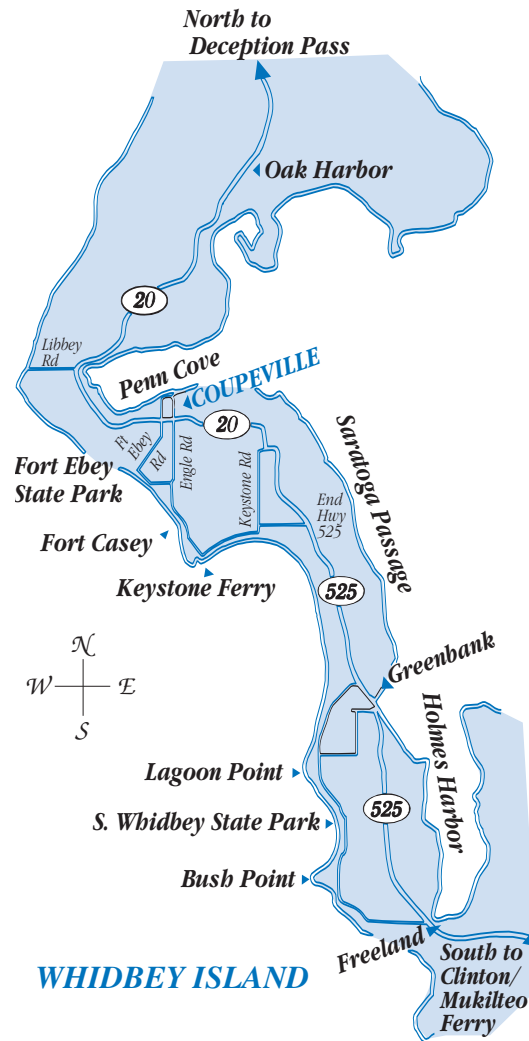 North to
Deception Pass
Oak Harbor
20
Libbey
Rd
Penn Cove
COUPEVILLE
20
Ft
Ebey
Rd
Engle Rd
Keystone Rd
Saratoga Passage
Fort Ebey
State Park
End
Hwy
525
Fort Casey
Keystone Ferry
525
Greenbank
N
W E
S
Holmes Harbor
Lagoon Point
525
S. Whidbey State Park
Bush Point
Freeland
South to
Clinton/
Mukilteo
Ferry
WHIDBEY ISLAND